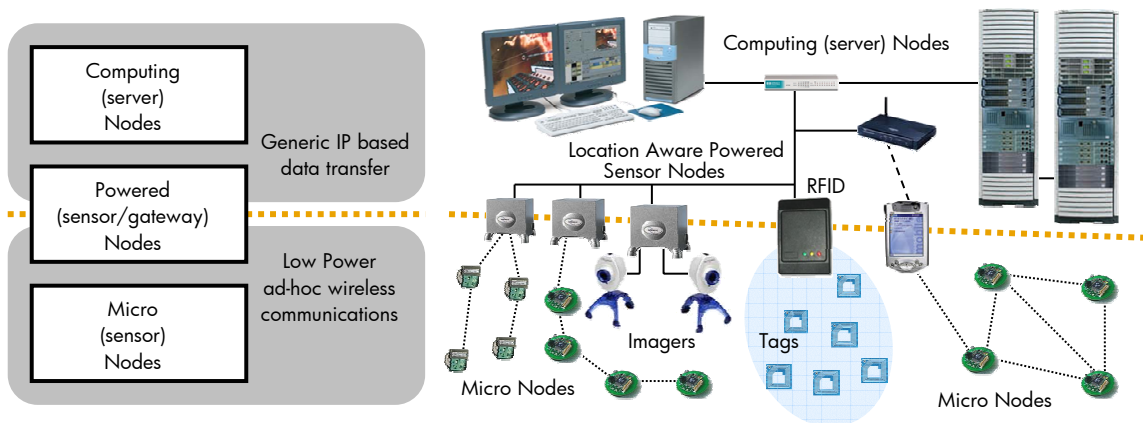 Computing
(server)
Nodes
Generic IP based
data transfer
Powered
(sensor/gateway)
Nodes
Low Power
ad-hoc wireless
communications
Micro
(sensor)
Nodes
Computing (server) Nodes
Location Aware Powered
Sensor Nodes
RFID
Imagers
Tags
Micro Nodes
Micro Nodes